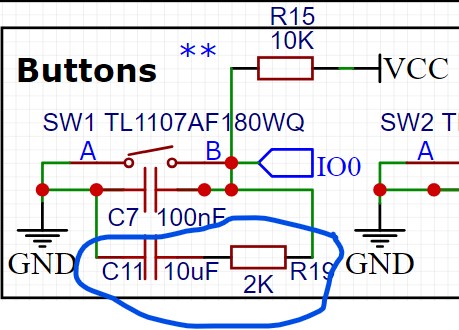 R15
10K
**
Buttons
VCC
SW1 TL1107AF180WQ
SW2 TL
A
B
A
IO0
C7 100nF
GND
GND
C11 10uF
R19
2K